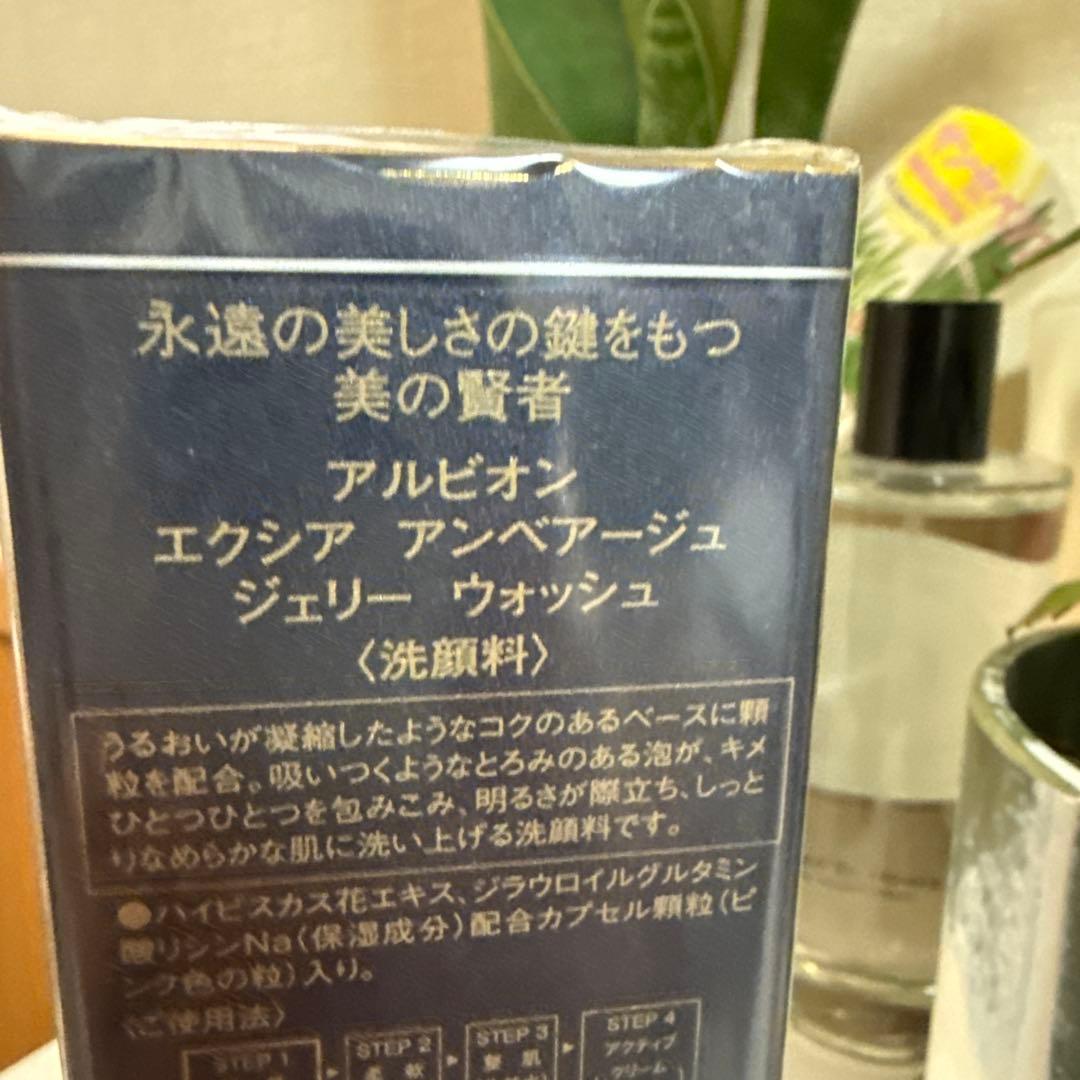 永遠の美しさの鍵をもつ
美の賢者
アルビオン
エクシア アンベアージュ
ジェリー ウォッシュ
〈洗顔料〉
うるおいが凝縮したようなコクのあるベースに顆
粒を配合。吸いつくようなとろみのある泡が、キメ
ひとつひとつを包みこみ、明るさが際立ち、しっと
りなめらかな肌に洗い上げる洗顔料です。
●ハイビスカス花エキス、ジラウロイルグルタミン
酸リシンNa(保湿成分)配合カプセル顆粒(ピ
ンク色の粒)入り。
〈ご使用法〉
STEP 1 STEP 2 STEP 3 STEP 4
柔軟 整肌 アクティブ
クリーム